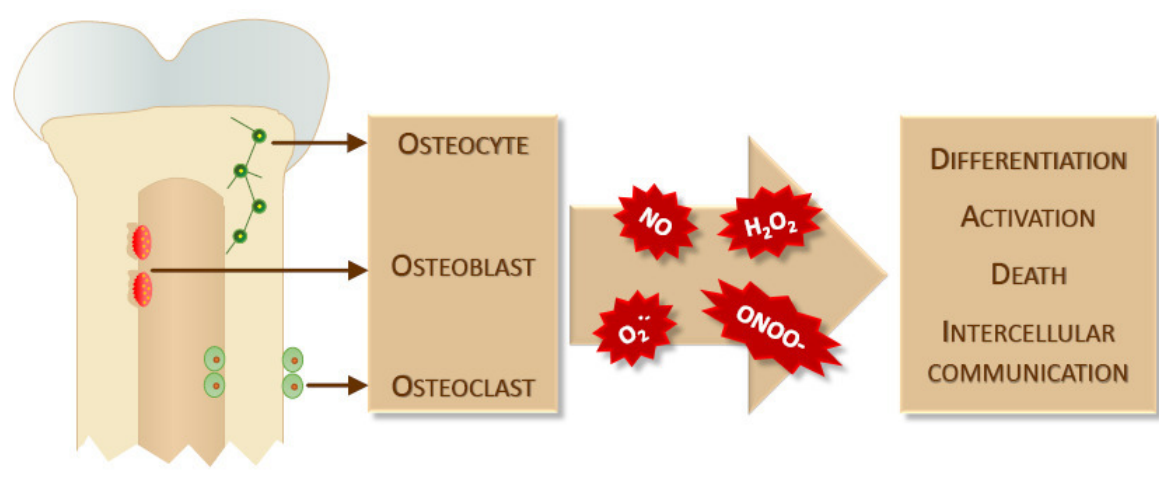 OSTEOCYTE
OSTEOBLAST
OSTEOCLAST
NO
H₂O₂
O₂··⁻
ONOO-
DIFFERENTIATION
ACTIVATION
DEATH
INTERCELLULAR
COMMUNICATION